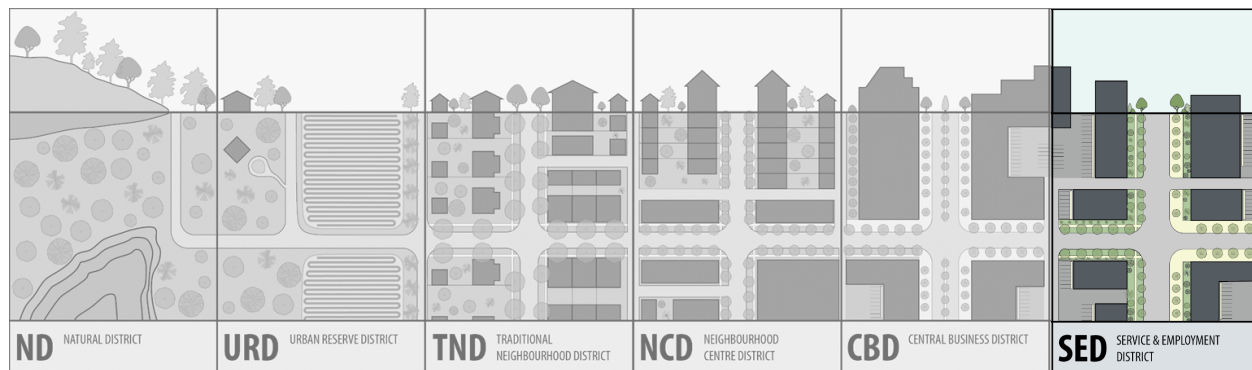 ND NATURAL DISTRICT
URD URBAN RESERVE DISTRICT
TND TRADITIONAL
NEIGHBOURHOOD DISTRICT
NCD NEIGHBOURHOOD
CENTRE DISTRICT
CBD CENTRAL BUSINESS DISTRICT
SED SERVICE & EMPLOYMENT
DISTRICT